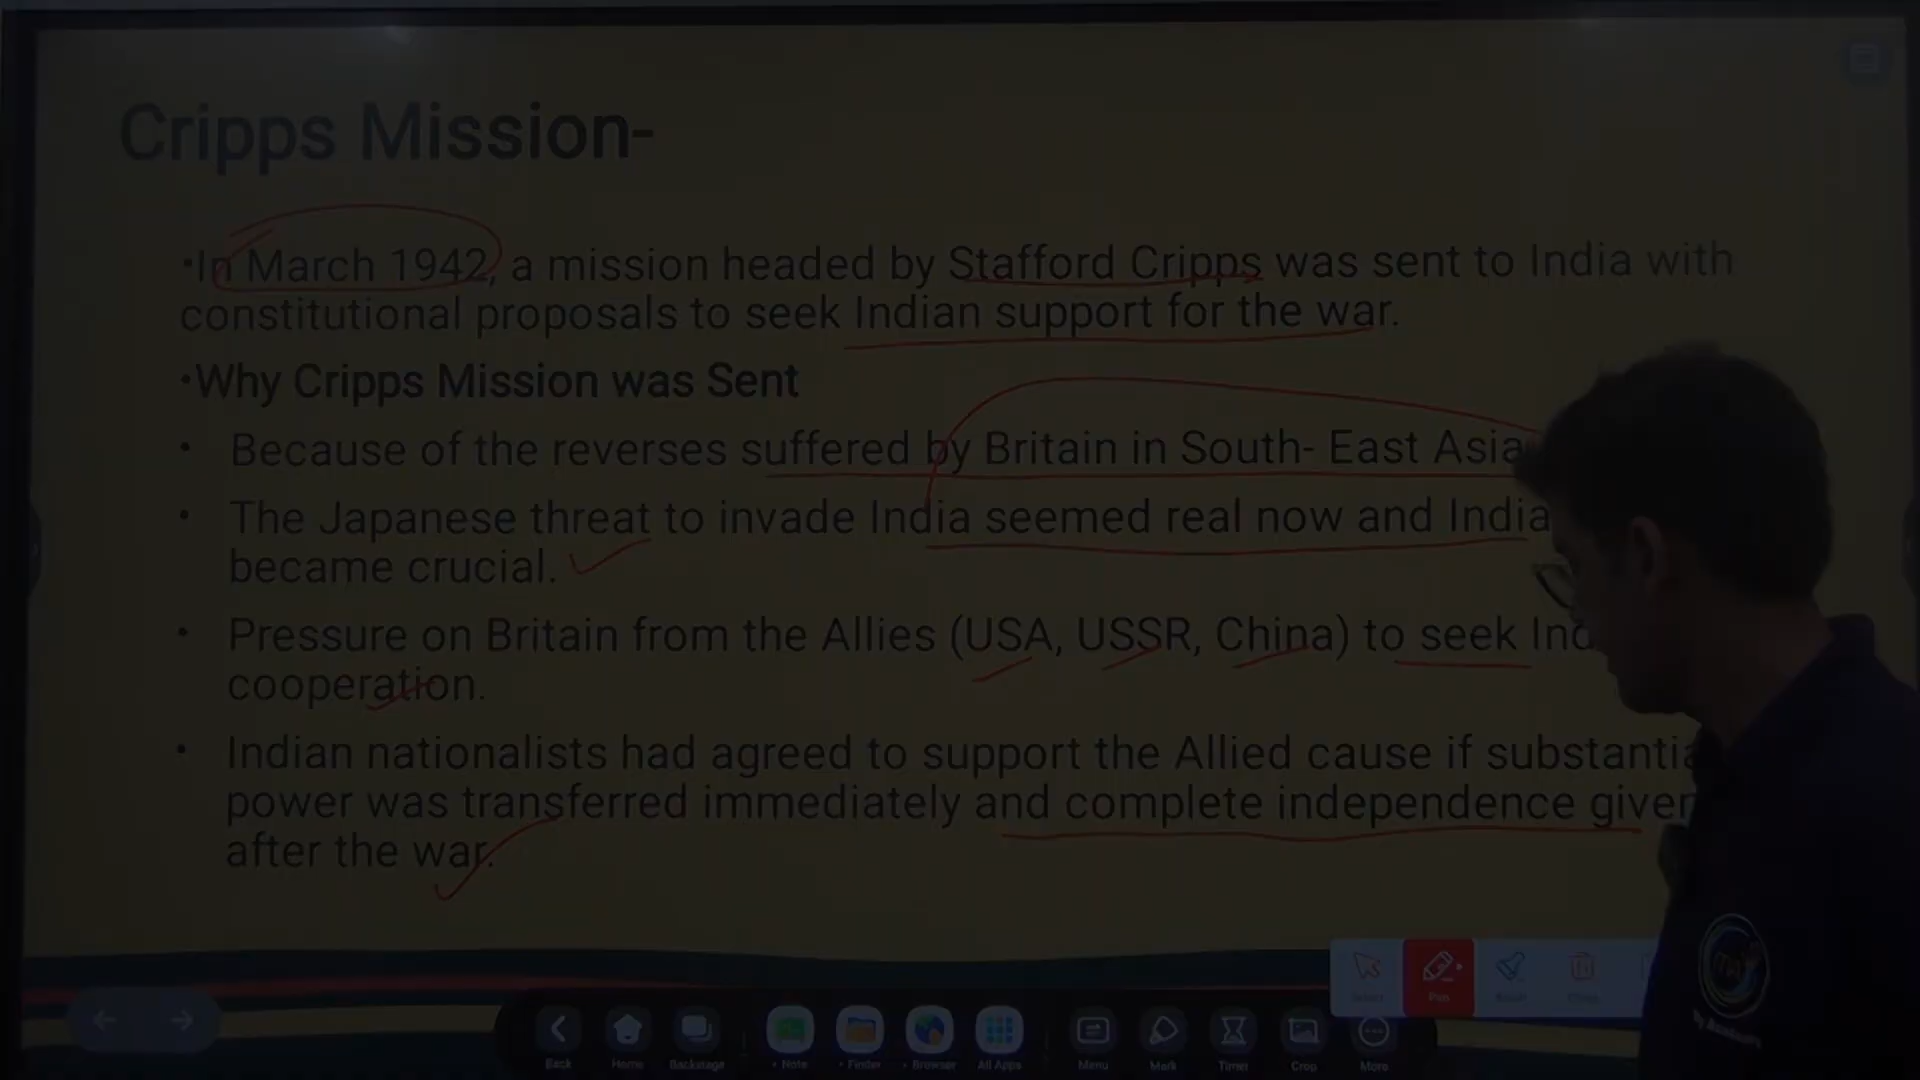 Cripps Mission-
•In March 1942, a mission headed by Stafford Cripps was sent to India with
constitutional proposals to seek Indian support for the war.
•Why Cripps Mission was Sent
• Because of the reverses suffered by Britain in South- East Asia
• The Japanese threat to invade India seemed real now and India
became crucial.
• Pressure on Britain from the Allies (USA, USSR, China) to seek
cooperation.
• Indian nationalists had agreed to support the Allied cause if
power was transferred immediately and complete independence given
after the war.
Select Pen
Back Home Backstage • Note • Finder • Browser All Apps Menu Mark Timer Crop More